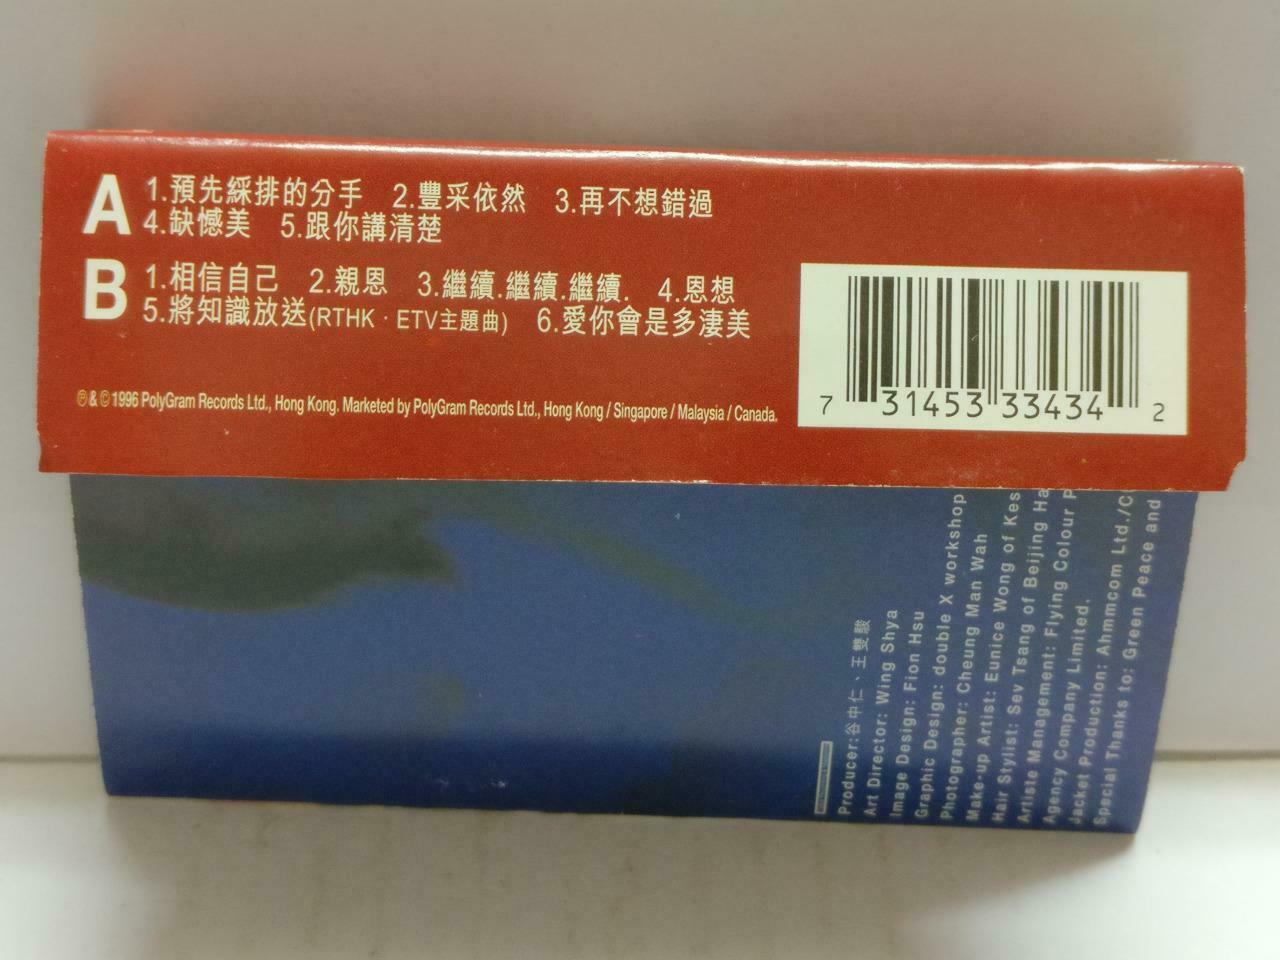 A
1.預先綵排的分手 2.豐采依然 3.再不想錯過
4.缺憾美 5.跟你講清楚
B
1.相信自己 2.親恩 3.繼續.繼續.繼續. 4.恩想
5.將知識放送(RTHK · ETV主題曲) 6.愛你會是多淒美
℗ & © 1996 PolyGram Records Ltd., Hong Kong. Marketed by PolyGram Records Ltd., Hong Kong / Singapore / Malaysia / Canada.
7 31453 33434 2
Producer:谷中仁、王雙駿
Art Director: Wing Shya
Image Design: Fion Hsu
Graphic Design: double X workshop
Photographer: Cheung Man Wah
Make-up Artist: Eunice Wong of Kes
Hair Stylist: Sev Tsang of Beijing Ha
Artiste Management: Flying Colour P
Agency Company Limited.
Jacket Production: Ahmmcom Ltd./C
Special Thanks to: Green Peace and